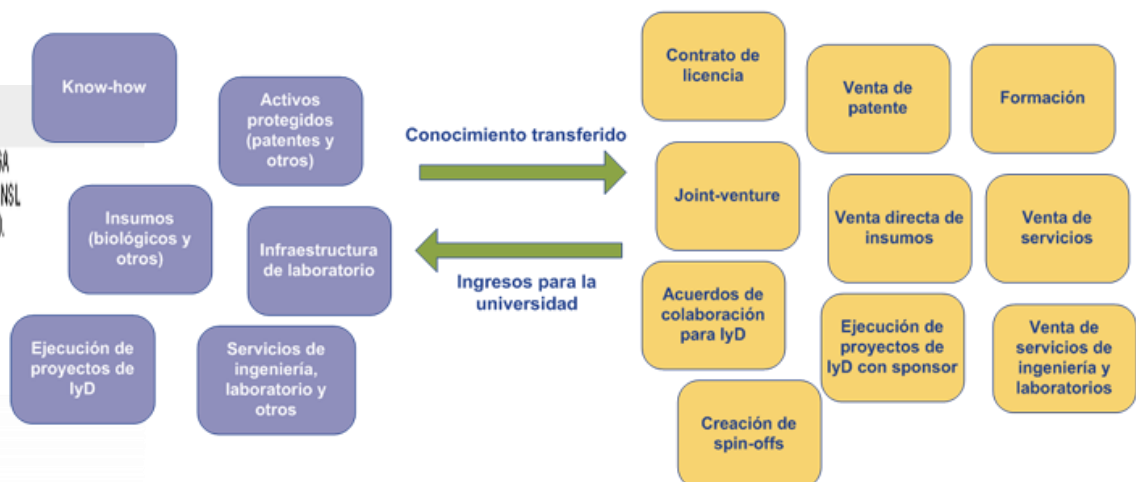 Know-how
Activos
protegidos
(patentes y
otros)
Insumos
(biológicos y
otros)
Infraestructura
de laboratorio
Ejecución de
proyectos de
IyD
Servicios de
ingeniería,
laboratorio y
otros
Conocimiento transferido
Ingresos para la
universidad
Contrato de
licencia
Venta de
patente
Formación
Joint-venture
Venta directa de
insumos
Venta de
servicios
Acuerdos de
colaboración
para IyD
Ejecución de
proyectos de
IyD con sponsor
Venta de
servicios de
ingeniería y
laboratorios
Creación de
spin-offs